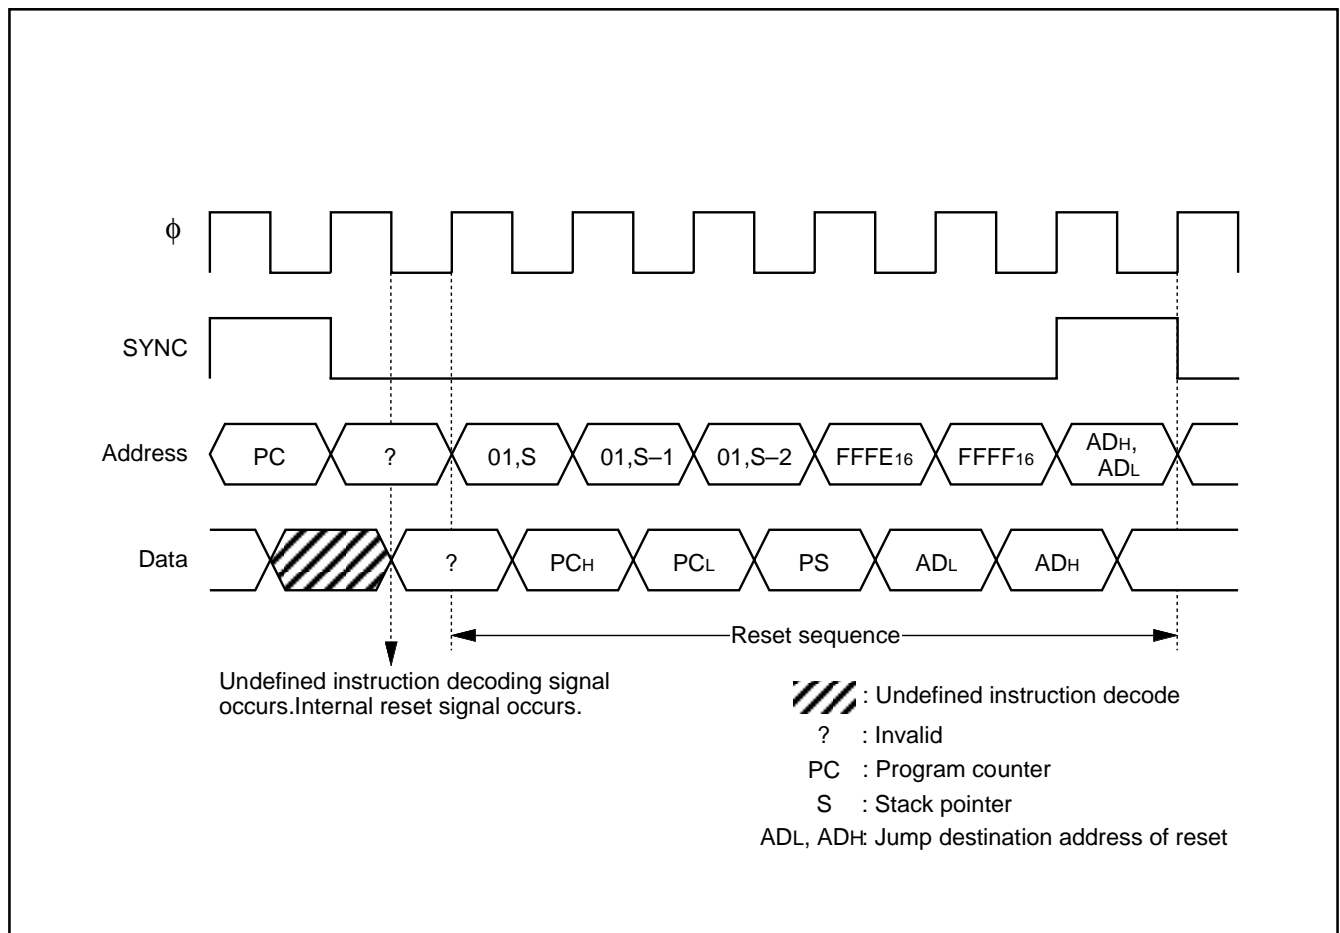 ϕ
SYNC
Address PC ? 01,S 01,S–1 01,S–2 FFFE16 FFFF16 ADH, ADL
Data ? PCH PCL PS ADL ADH
Reset sequence
Undefined instruction decoding signal
occurs.Internal reset signal occurs.
: Undefined instruction decode
? : Invalid
PC : Program counter
S : Stack pointer
ADL, ADH: Jump destination address of reset